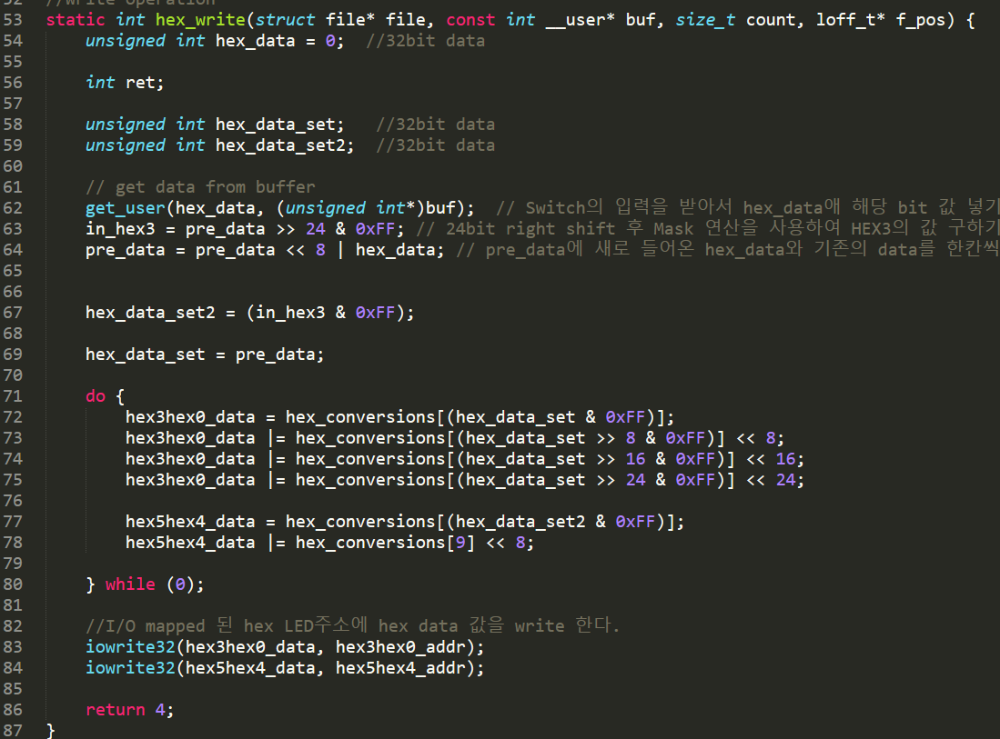 52 //Write operation
53 static int hex_write(struct file* file, const int __user* buf, size_t count, loff_t* f_pos) {
54     unsigned int hex_data = 0;  //32bit data
55
56     int ret;
57
58     unsigned int hex_data_set;   //32bit data
59     unsigned int hex_data_set2;  //32bit data
60
61     // get data from buffer
62     get_user(hex_data, (unsigned int*)buf);  // Switch의 입력을 받아서 hex_data애 해당 bit 값 넣기
63     in_hex3 = pre_data >> 24 & 0xFF; // 24bit right shift 후 Mask 연산을 사용하여 HEX3의 값 구하기
64     pre_data = pre_data << 8 | hex_data; // pre_data에 새로 들어온 hex_data와 기존의 data를 한칸씩
65
66
67     hex_data_set2 = (in_hex3 & 0xFF);
68
69     hex_data_set = pre_data;
70
71     do {
72         hex3hex0_data = hex_conversions[(hex_data_set & 0xFF)];
73         hex3hex0_data |= hex_conversions[(hex_data_set >> 8 & 0xFF)] << 8;
74         hex3hex0_data |= hex_conversions[(hex_data_set >> 16 & 0xFF)] << 16;
75         hex3hex0_data |= hex_conversions[(hex_data_set >> 24 & 0xFF)] << 24;
76
77         hex5hex4_data = hex_conversions[(hex_data_set2 & 0xFF)];
78         hex5hex4_data |= hex_conversions[9] << 8;
79
80     } while (0);
81
82     //I/O mapped 된 hex LED주소에 hex data 값을 write 한다.
83     iowrite32(hex3hex0_data, hex3hex0_addr);
84     iowrite32(hex5hex4_data, hex5hex4_addr);
85
86     return 4;
87 }